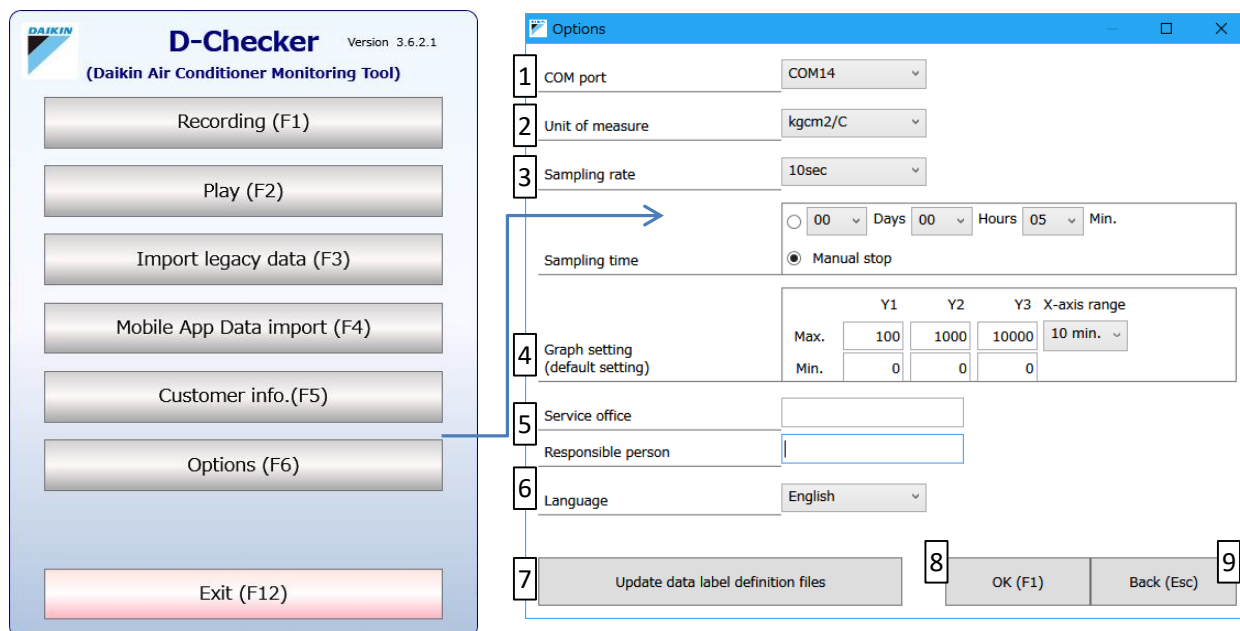 DAIKIN
D-Checker Version 3.6.2.1
(Daikin Air Conditioner Monitoring Tool)
Recording (F1)
Play (F2)
Import legacy data (F3)
Mobile App Data import (F4)
Customer info.(F5)
Options (F6)
Exit (F12)
Options
1 COM port COM14
2 Unit of measure kgcm2/C
3 Sampling rate 10sec
00 Days 00 Hours 05 Min.
Sampling time Manual stop
Y1 Y2 Y3 X-axis range
Max. 100 1000 10000 10 min.
4 Graph setting
(default setting) Min. 0 0 0
5 Service office
Responsible person
6 Language English
7 Update data label definition files 8 OK (F1) Back (Esc) 9